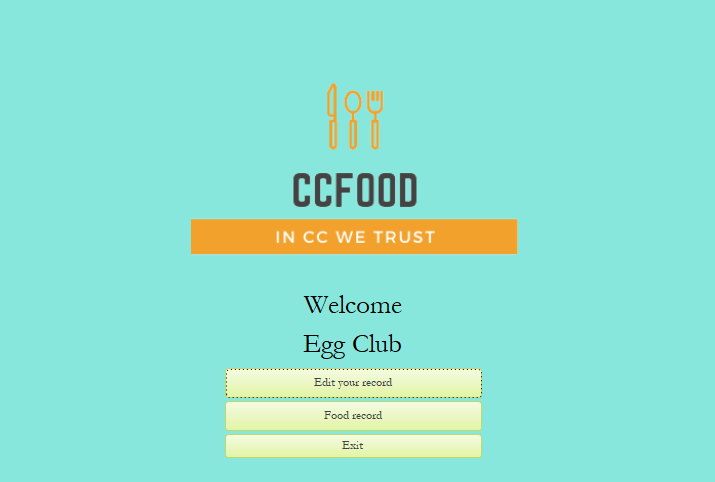 CCFOOD
IN CC WE TRUST
Welcome
Egg Club
Edit your record
Food record
Exit